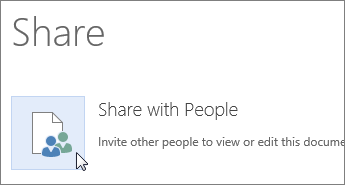 Share
Share with People
Invite other people to view or edit this docume